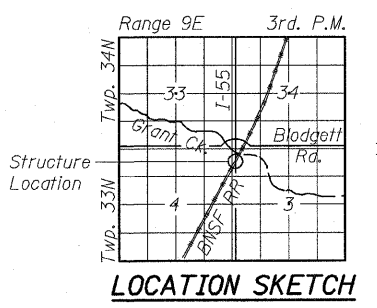 Range 9E 3rd. P.M.
Twp. 34N
33
I-55
34
Grant Ck.
Blodgett
Rd.
Structure
Location
Twp. 33N
4
BNSF RR
3
LOCATION SKETCH